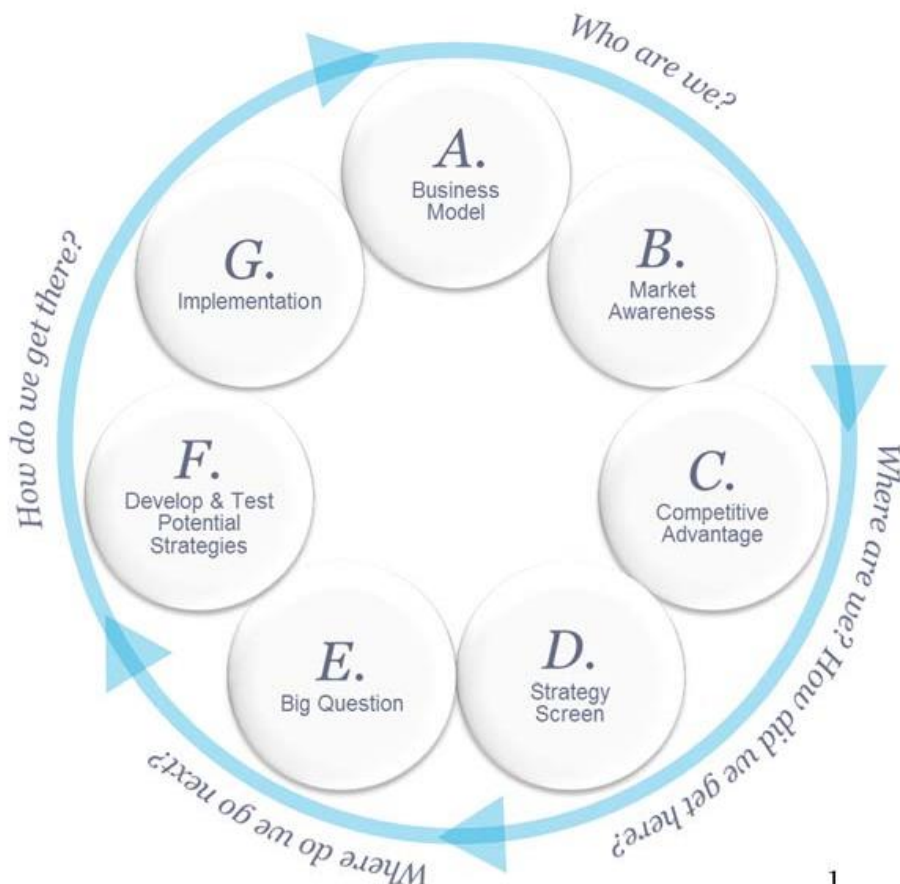 Who are we?
A.
Business
Model
B.
Market
Awareness
C.
Competitive
Advantage
Where are we? How did we get here?
D.
Strategy
Screen
E.
Big Question
Where do we go next?
F.
Develop & Test
Potential
Strategies
G.
Implementation
How do we get there?
1